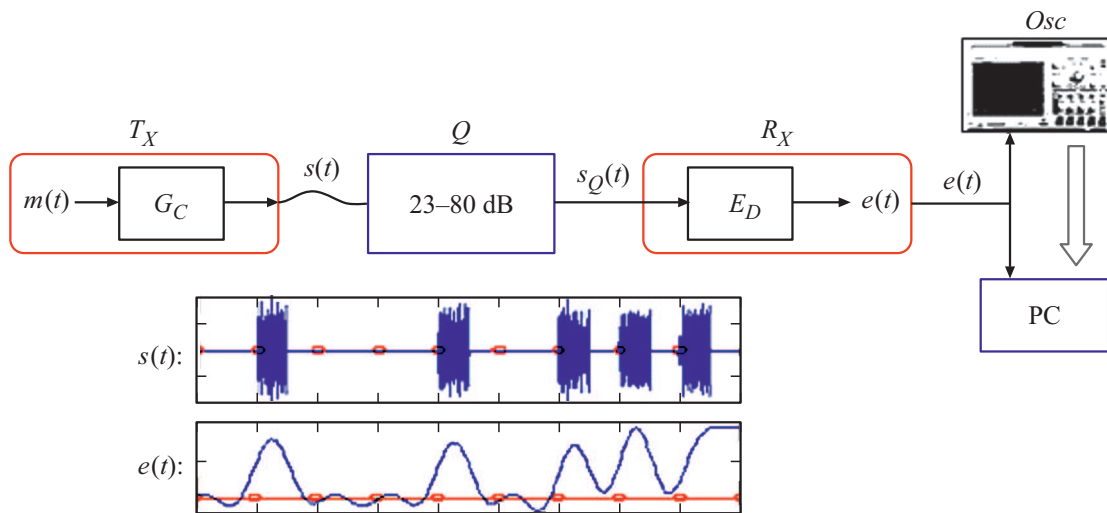 Osc
T_X
Q
R_X
m(t)
G_C
s(t)
23–80 dB
s_Q(t)
E_D
e(t)
e(t)
PC
s(t):
e(t):